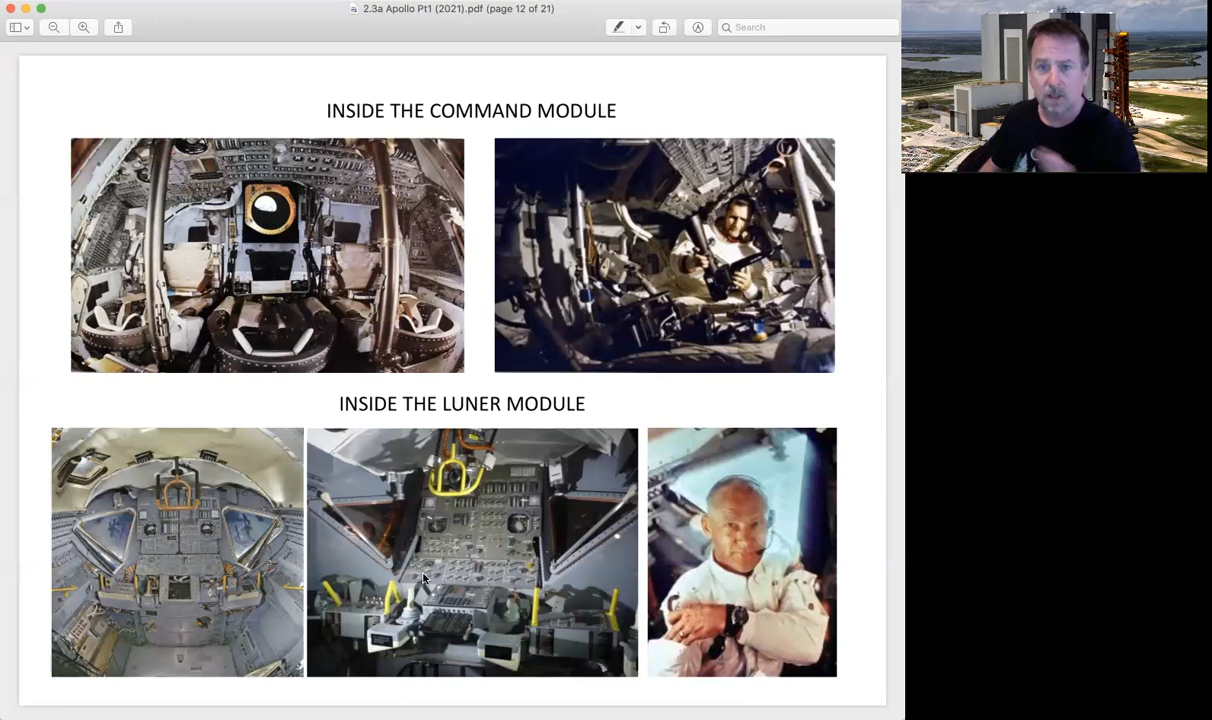 2.3a Apollo Pt1 (2021).pdf (page 12 of 21)
Search
INSIDE THE COMMAND MODULE
INSIDE THE LUNER MODULE